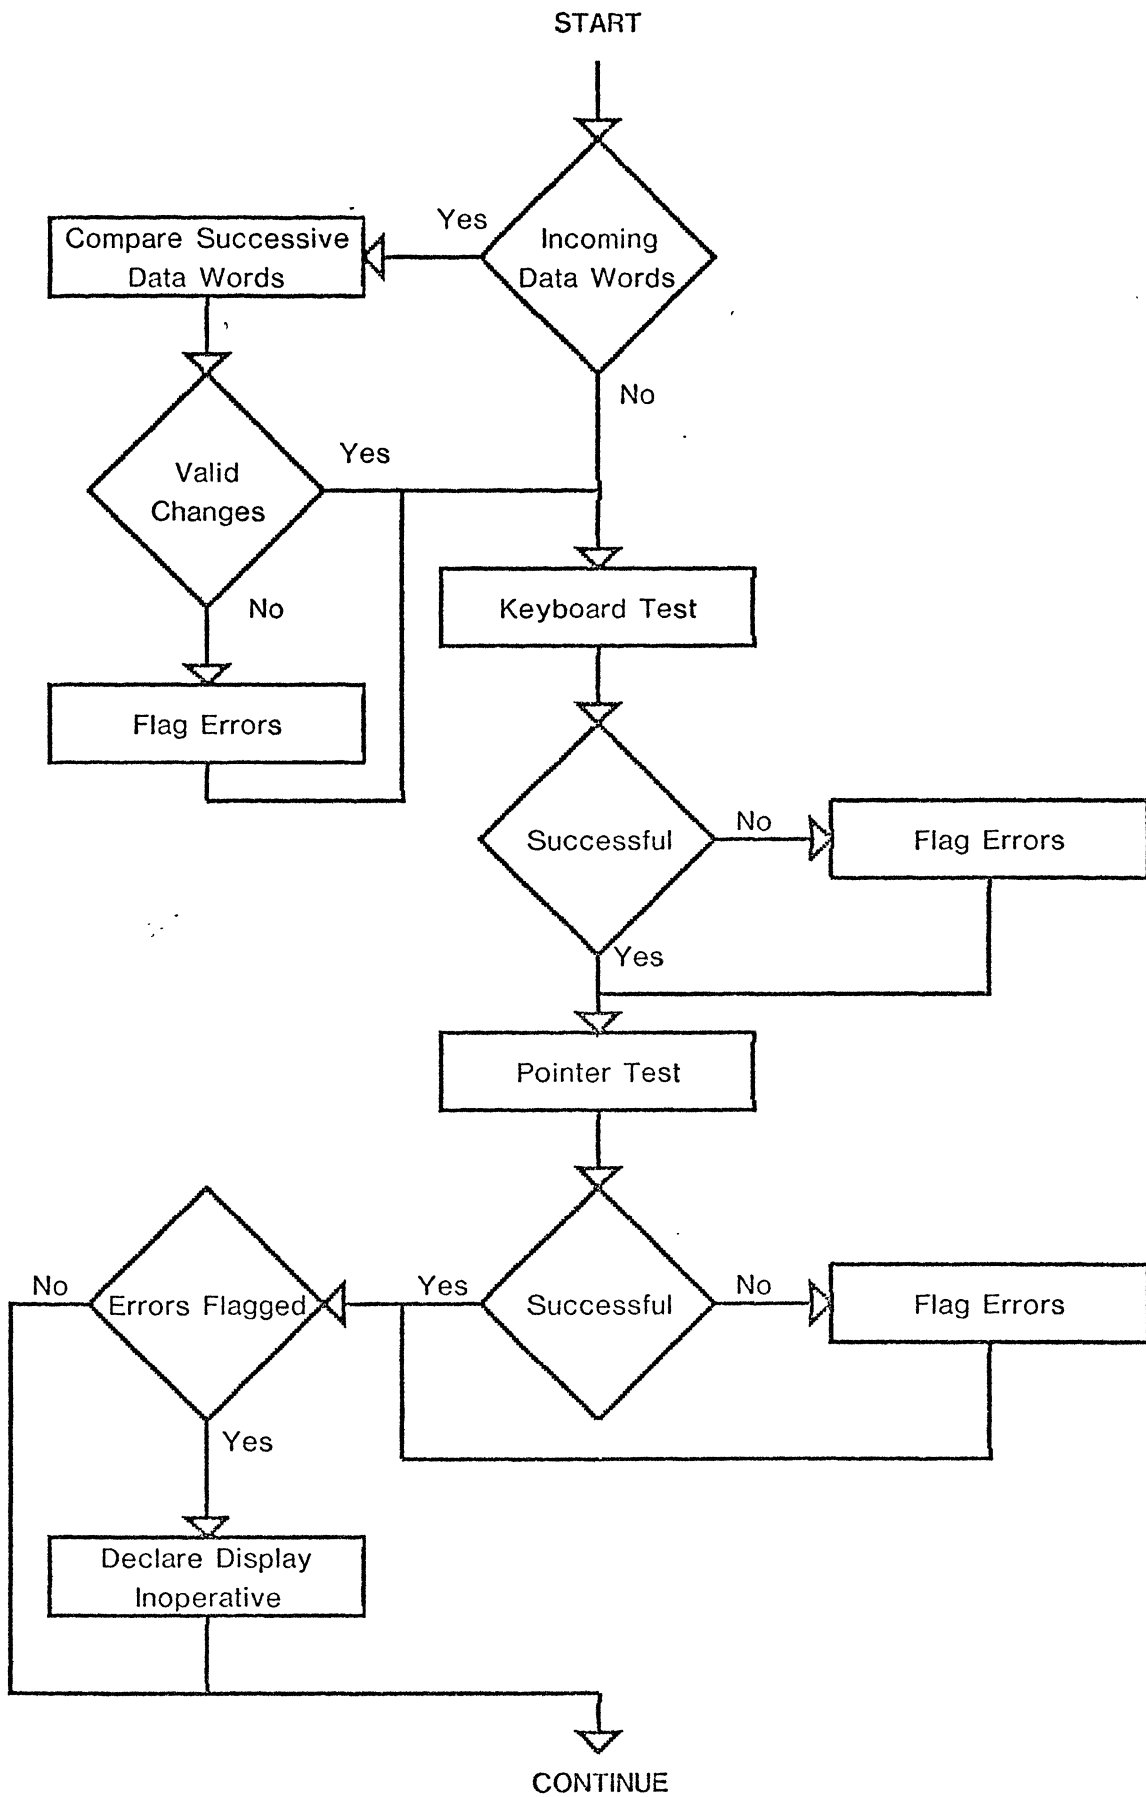 START
Yes
Incoming
Data Words
Compare Successive
Data Words
No
Yes
Valid
Changes
No
Keyboard Test
Flag Errors
Successful
No
Flag Errors
Yes
Pointer Test
No
Errors Flagged
Yes
Successful
No
Flag Errors
Yes
Declare Display
Inoperative
CONTINUE